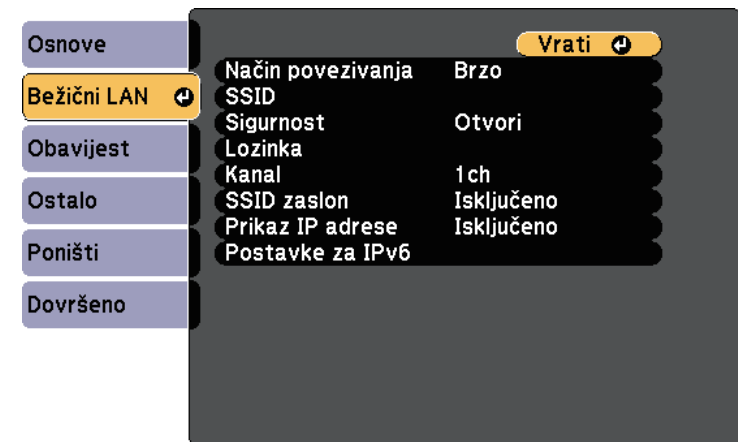 Osnove
Bežični LAN
Obavijest
Ostalo
Poništi
Dovršeno
Vrati
Način povezivanja Brzo
SSID
Sigurnost Otvori
Lozinka
Kanal 1ch
SSID zaslon Isključeno
Prikaz IP adrese Isključeno
Postavke za IPv6